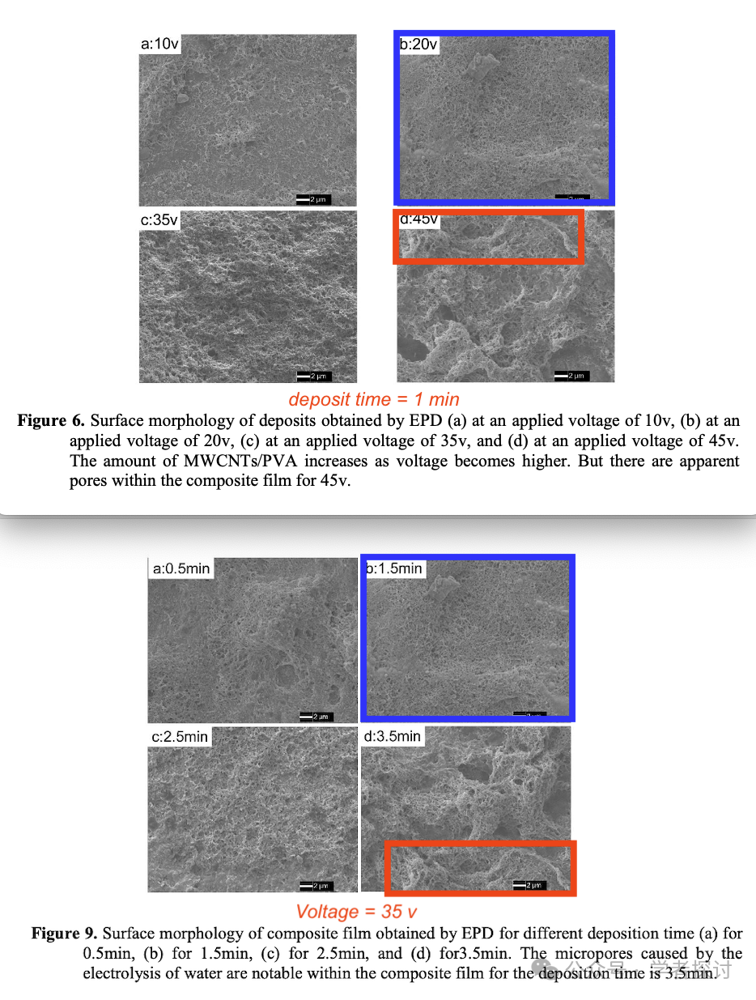 a:10v
b:20v
2 μm
2 μm
c:35v
d:45v
2 μm
2 μm
deposit time = 1 min
Figure 6. Surface morphology of deposits obtained by EPD (a) at an applied voltage of 10v, (b) at an
applied voltage of 20v, (c) at an applied voltage of 35v, and (d) at an applied voltage of 45v.
The amount of MWCNTs/PVA increases as voltage becomes higher. But there are apparent
pores within the composite film for 45v.
a:0.5min
b:1.5min
2 μm
c:2.5min
d:3.5min
2 μm
2 μm
Voltage = 35 v
Figure 9. Surface morphology of composite film obtained by EPD for different deposition time (a) for
0.5min, (b) for 1.5min, (c) for 2.5min, and (d) for3.5min. The micropores caused by the
electrolysis of water are notable within the composite film for the deposition time is 3.5min.
公众号 · 学者探讨